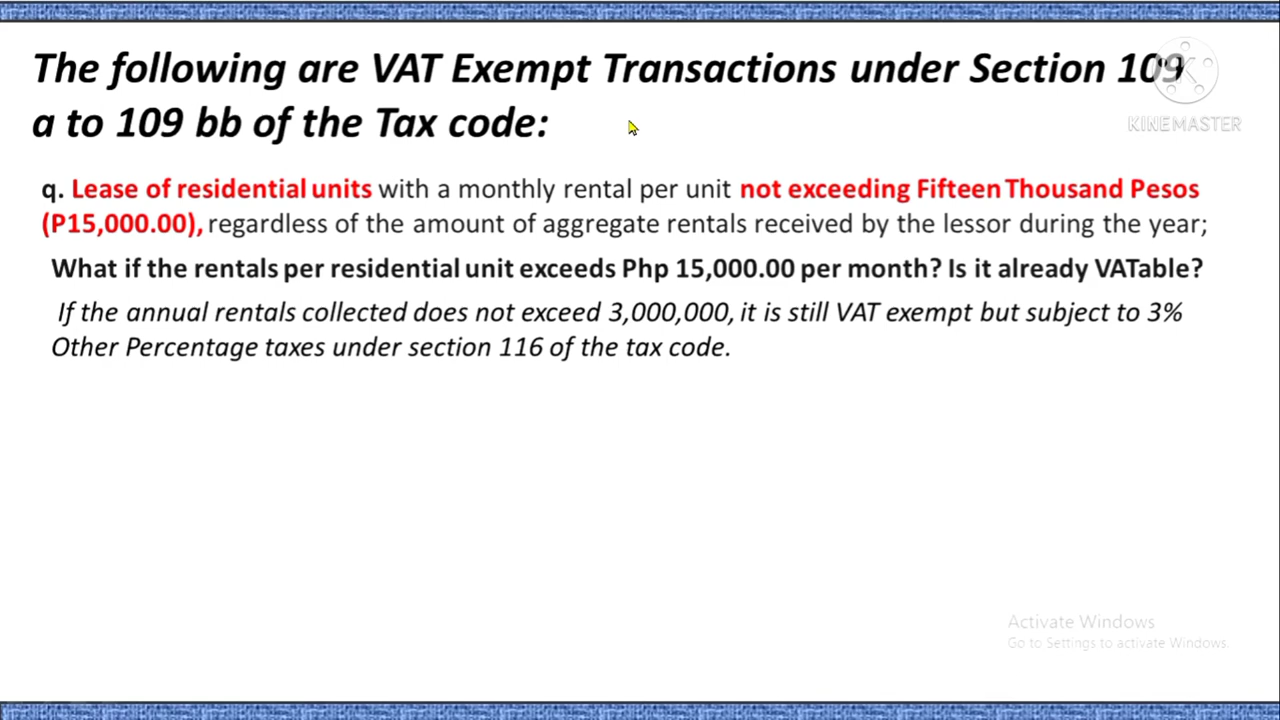 The following are VAT Exempt Transactions under Section 109
a to 109 bb of the Tax code:
KINEMASTER
q. Lease of residential units with a monthly rental per unit not exceeding Fifteen Thousand Pesos
(P15,000.00), regardless of the amount of aggregate rentals received by the lessor during the year;
What if the rentals per residential unit exceeds Php 15,000.00 per month? Is it already VATable?
If the annual rentals collected does not exceed 3,000,000, it is still VAT exempt but subject to 3%
Other Percentage taxes under section 116 of the tax code.
Activate Windows
Go to Settings to activate Windows.